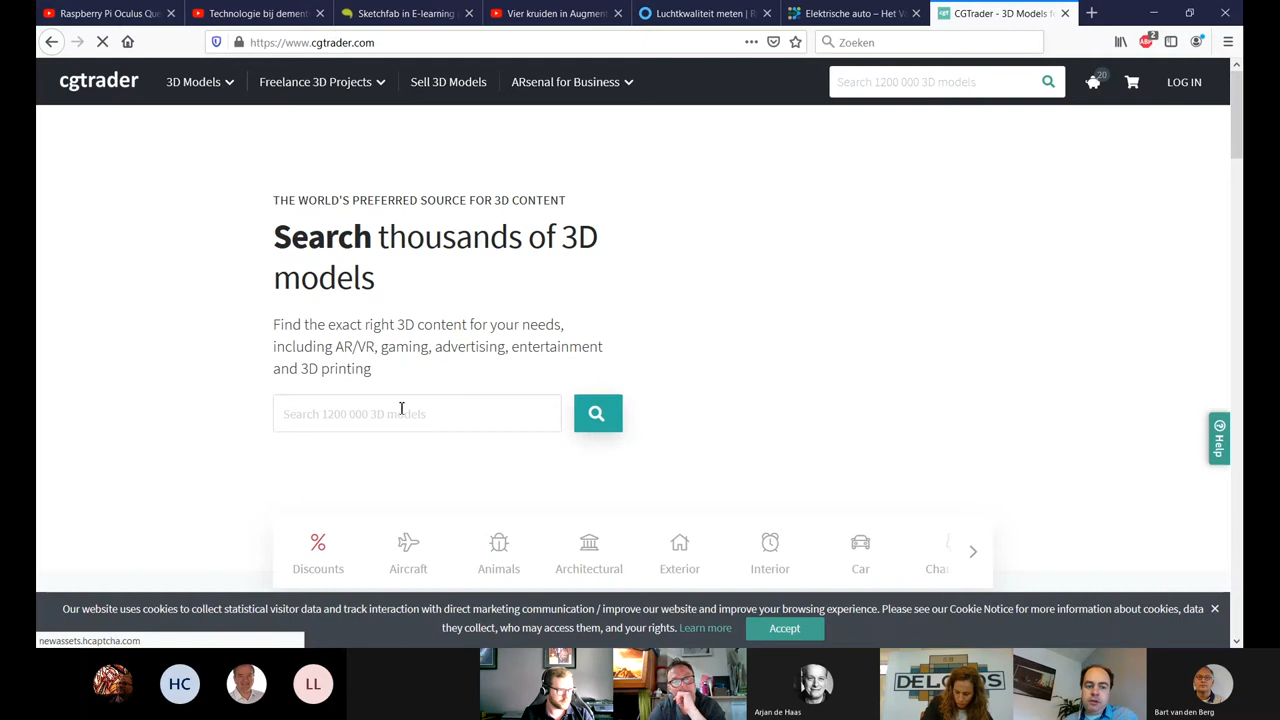 Raspberry Pi Oculus Que
Technologie bij dement
Sketchfab in E-learning
Vier kruiden in Augment
Luchtkwaliteit meten | R
Elektrische auto – Het V
CGTrader - 3D Models f
https://www.cgtrader.com
Zoeken
cgtrader
3D Models
Freelance 3D Projects
Sell 3D Models
ARsenal for Business
Search 1200 000 3D models
20
LOG IN
THE WORLD'S PREFERRED SOURCE FOR 3D CONTENT
Search thousands of 3D
models
Find the exact right 3D content for your needs,
including AR/VR, gaming, advertising, entertainment
and 3D printing
Search 1200 000 3D models
Help
Discounts
Aircraft
Animals
Architectural
Exterior
Interior
Car
Cha
Our website uses cookies to collect statistical visitor data and track interaction with direct marketing communication / improve our website and improve your browsing experience. Please see our Cookie Notice for more information about cookies, data
they collect, who may access them, and your rights. Learn more
Accept
newassets.hcaptcha.com
HC
LL
Arjan de Haas
Bart van den Berg